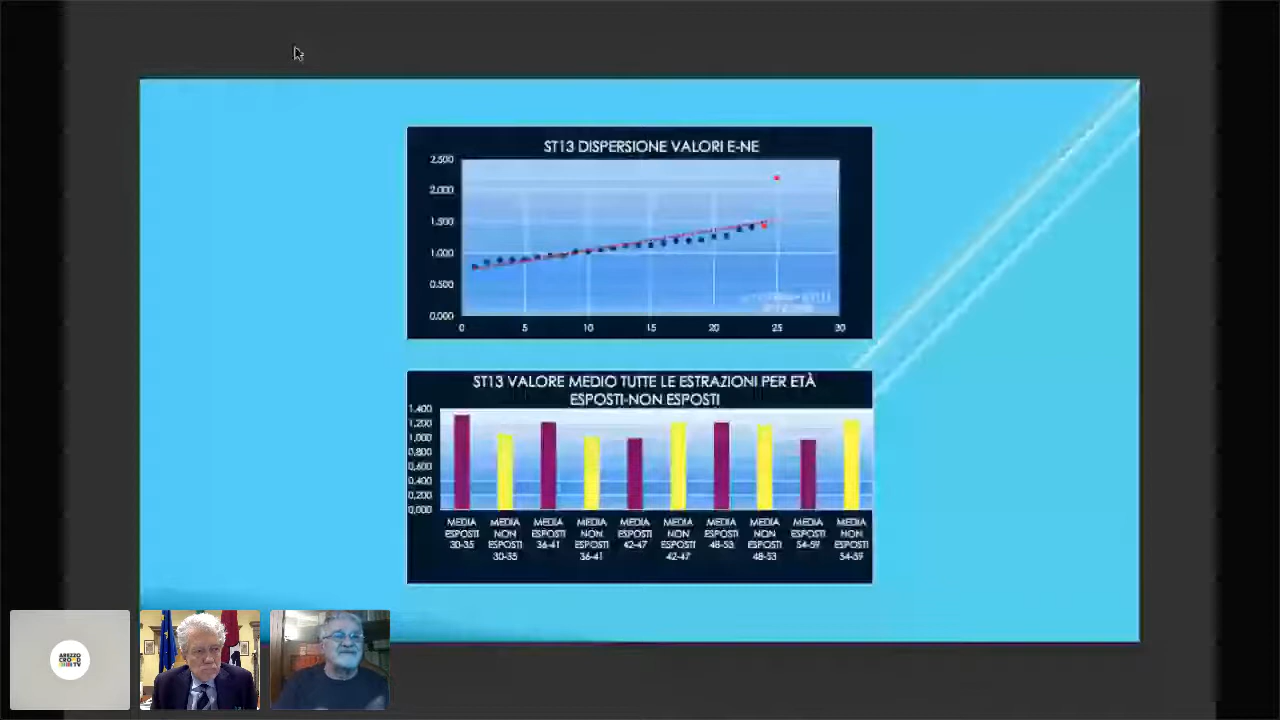 ST13 DISPERSIONE VALORI E-NE
2.500
2.000
1.500
1.000
0.500
0.000
0 5 10 15 20 25 30
ST13 VALORE MEDIO TUTTE LE ESTRAZIONI PER ETÀ
ESPOSTI-NON ESPOSTI
1.400
1.200
1.000
0.800
0.600
0.400
0.200
0.000
MEDIA ESPOSTI 30-35
MEDIA NON ESPOSTI 30-35
MEDIA ESPOSTI 36-41
MEDIA NON ESPOSTI 36-41
MEDIA ESPOSTI 42-47
MEDIA NON ESPOSTI 42-47
MEDIA ESPOSTI 48-53
MEDIA NON ESPOSTI 48-53
MEDIA ESPOSTI 54-59
MEDIA NON ESPOSTI 54-59
AREZZO
CROWD
TV